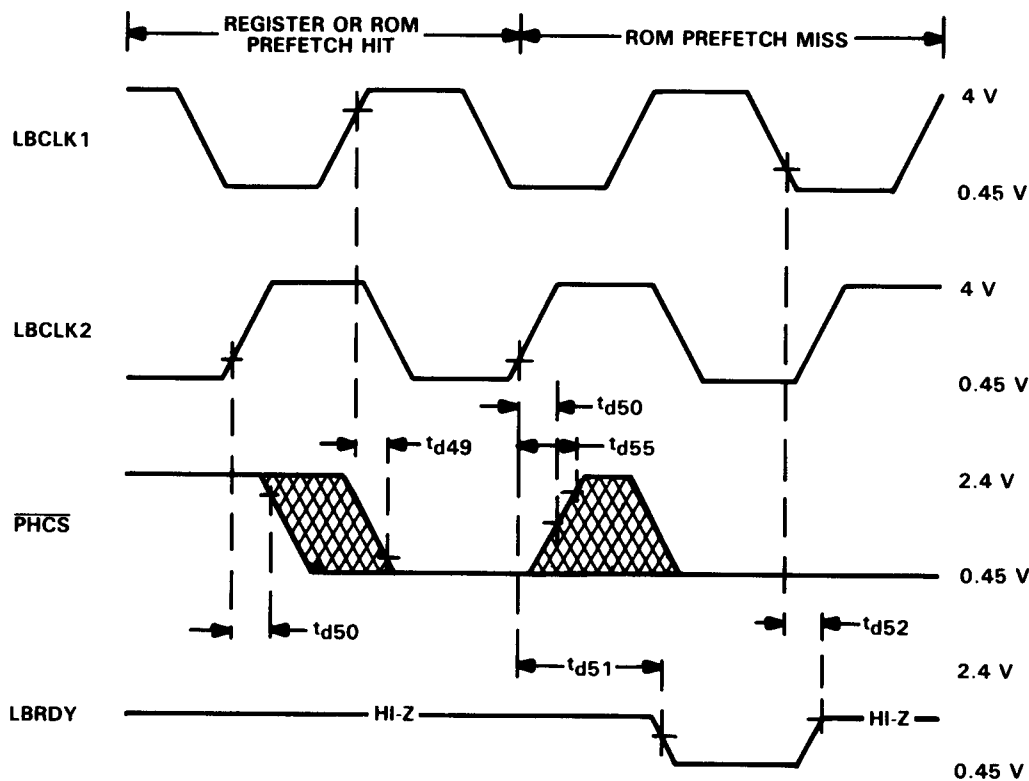 REGISTER OR ROM
PREFETCH HIT
ROM PREFETCH MISS
4 V
LBCLK1
0.45 V
4 V
LBCLK2
0.45 V
td50
td49
td55
2.4 V
PHCS
0.45 V
td50
td52
td51
2.4 V
LBRDY
HI-Z
HI-Z
0.45 V